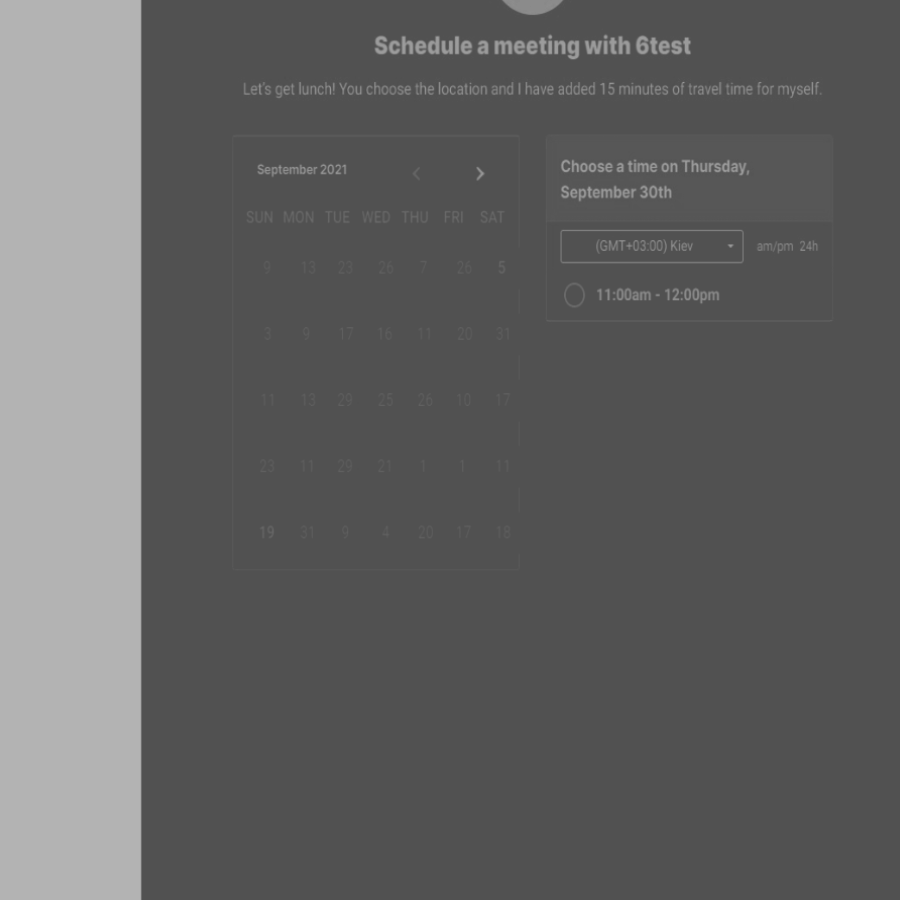 Schedule a meeting with 6test
Let's get lunch! You choose the location and I have added 15 minutes of travel time for myself.
September 2021
SUN MON TUE WED THU FRI SAT
9 13 23 26 7 26 5
3 9 17 16 11 20 31
11 13 29 25 26 10 17
23 11 29 21 1 1 11
19 31 9 4 20 17 18
Choose a time on Thursday,
September 30th
(GMT+03:00) Kiev am/pm 24h
11:00am - 12:00pm